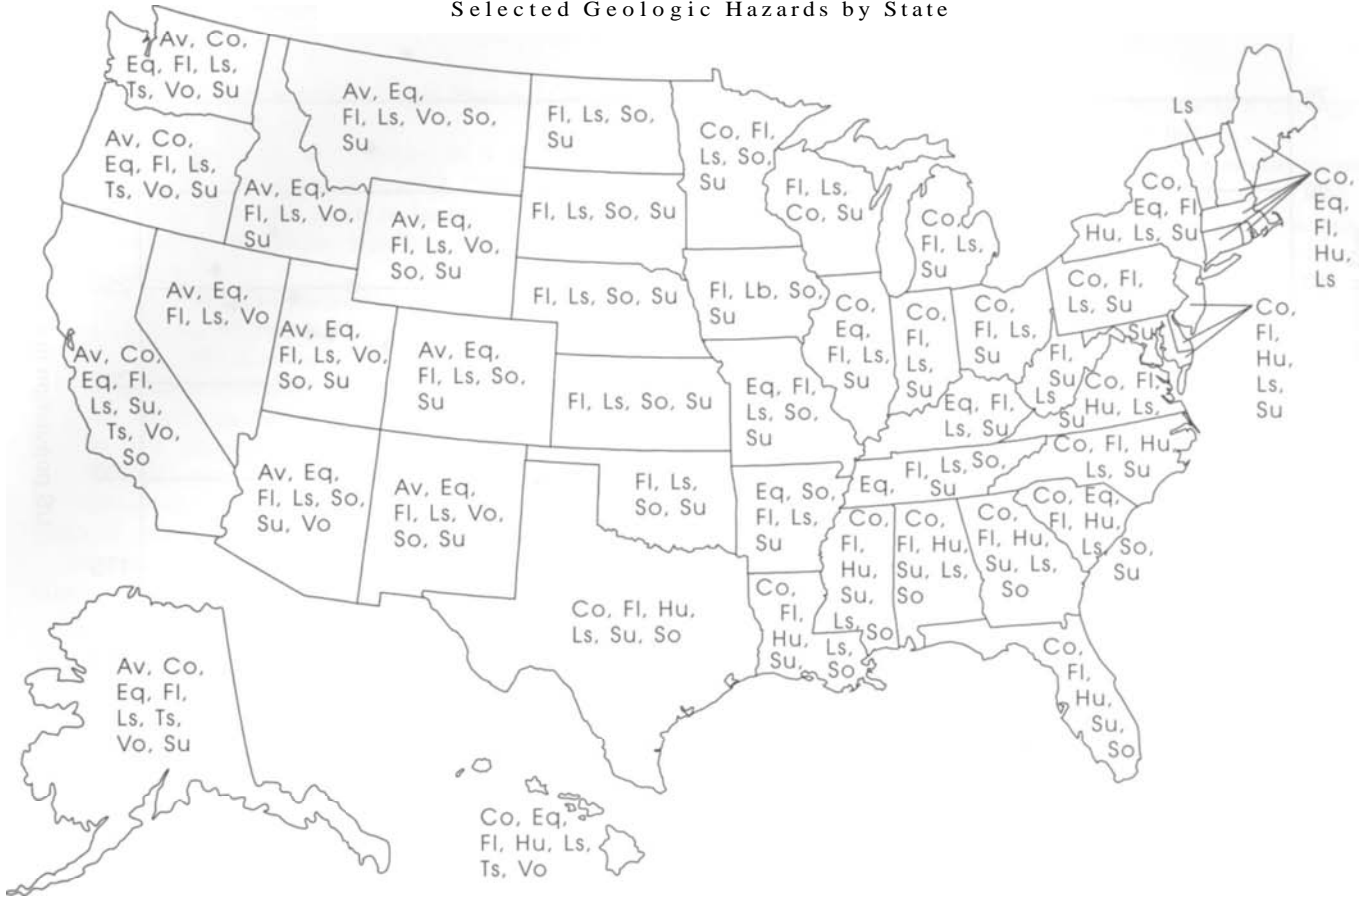 Selected Geologic Hazards by State
Av, Co,
Eq, Fl, Ls,
Ts, Vo, Su
Av, Co,
Eq, Fl, Ls,
Ts, Vo, Su
Av, Eq,
Fl, Ls, Vo, So,
Su
Av, Eq,
Fl, Ls, Vo,
Su
Av, Eq,
Fl, Ls, Vo,
So, Su
Fl, Ls, So,
Su
Fl, Ls, So, Su
Fl, Ls, So, Su
Fl, Ls, So, Su
Co, Fl,
Ls, So,
Su
Fl, Ls,
Co, Su
Co,
Fl, Ls,
Su
Fl, Lb, So,
Su
Av, Co,
Eq, Fl,
Ls, Su,
Ts, Vo,
So
Av, Eq,
Fl, Ls, Vo
Av, Eq,
Fl, Ls, Vo,
So, Su
Av, Eq,
Fl, Ls, So,
Su
Av, Eq,
Fl, Ls, So,
Su, Vo
Av, Eq,
Fl, Ls, Vo,
So, Su
Fl, Ls,
So, Su
Co, Fl, Hu,
Ls, Su, So
Eq, Fl,
Ls, So,
Su
Eq, So,
Fl, Ls,
Su
Co,
Fl,
Hu,
Su,
Ls,
So
Co,
Eq,
Fl, Ls,
Su
Co,
Fl,
Ls,
Su
Co,
Fl, Ls,
Su
Eq, Fl,
Ls, Su
Eq, Fl, Ls, So,
Su
Co,
Fl,
Hu,
Su,
Ls, So
Co,
Fl, Hu,
Su, Ls,
So
Co,
Fl, Hu,
Su, Ls,
So
Co,
Fl,
Hu,
Su,
So
Co, Eq,
Fl, Hu,
Ls, So,
Su
Co, Fl, Hu,
Ls, Su
Co, Fl,
Hu, Ls,
Su
Fl,
Su
Ls
Su
Co, Fl,
Ls, Su
Co,
Eq, Fl
Hu, Ls, Su
Ls
Co,
Eq,
Fl,
Hu,
Ls
Co,
Fl,
Hu,
Ls,
Su
Av, Co,
Eq, Fl,
Ls, Ts,
Vo, Su
Co, Eq,
Fl, Hu, Ls,
Ts, Vo